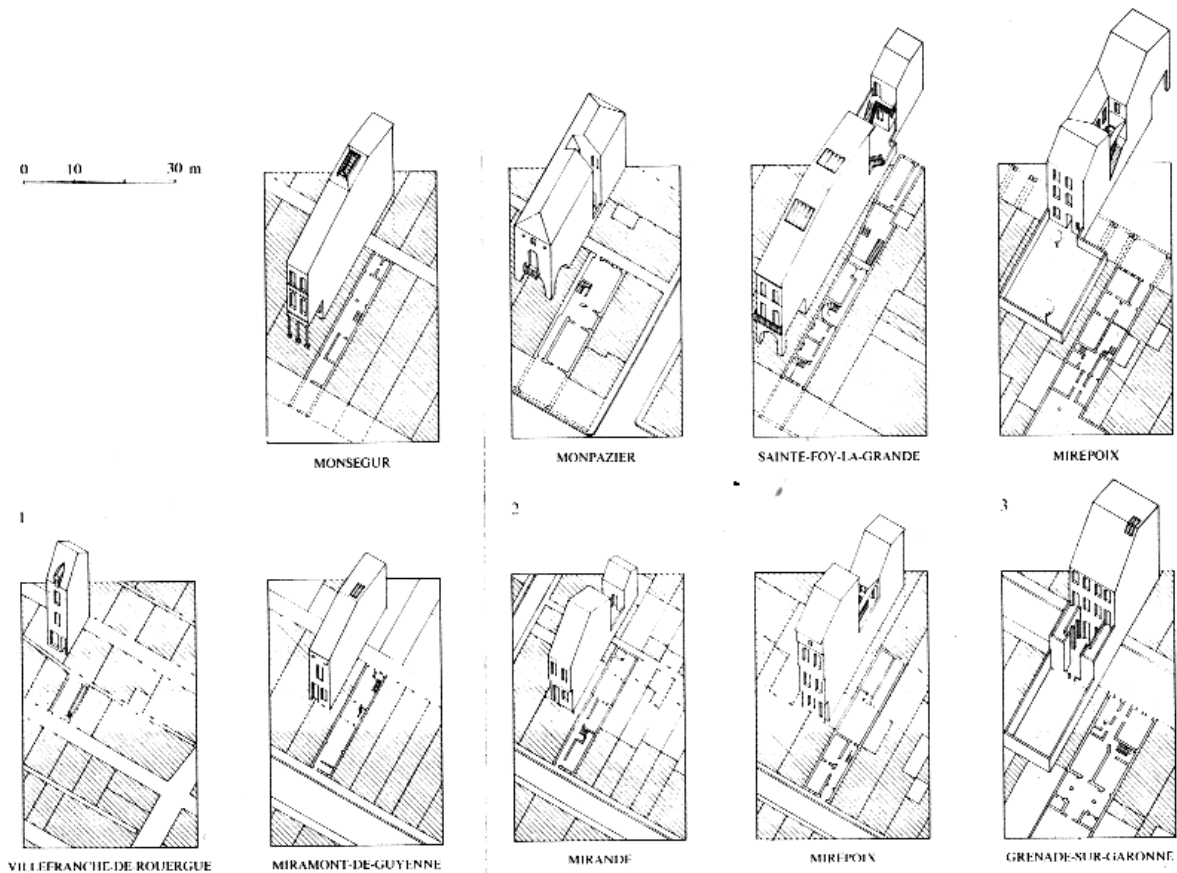 0 10 30 m
MONSEGUR
MONPAZIER
SAINTE-FOY-LA-GRANDE
MIREPOIX
1
2
3
VILLEFRANCHE-DE-ROUERGUE
MIRAMONT-DE-GUYENNE
MIRANDE
MIREPOIX
GRENADE-SUR-GARONNE